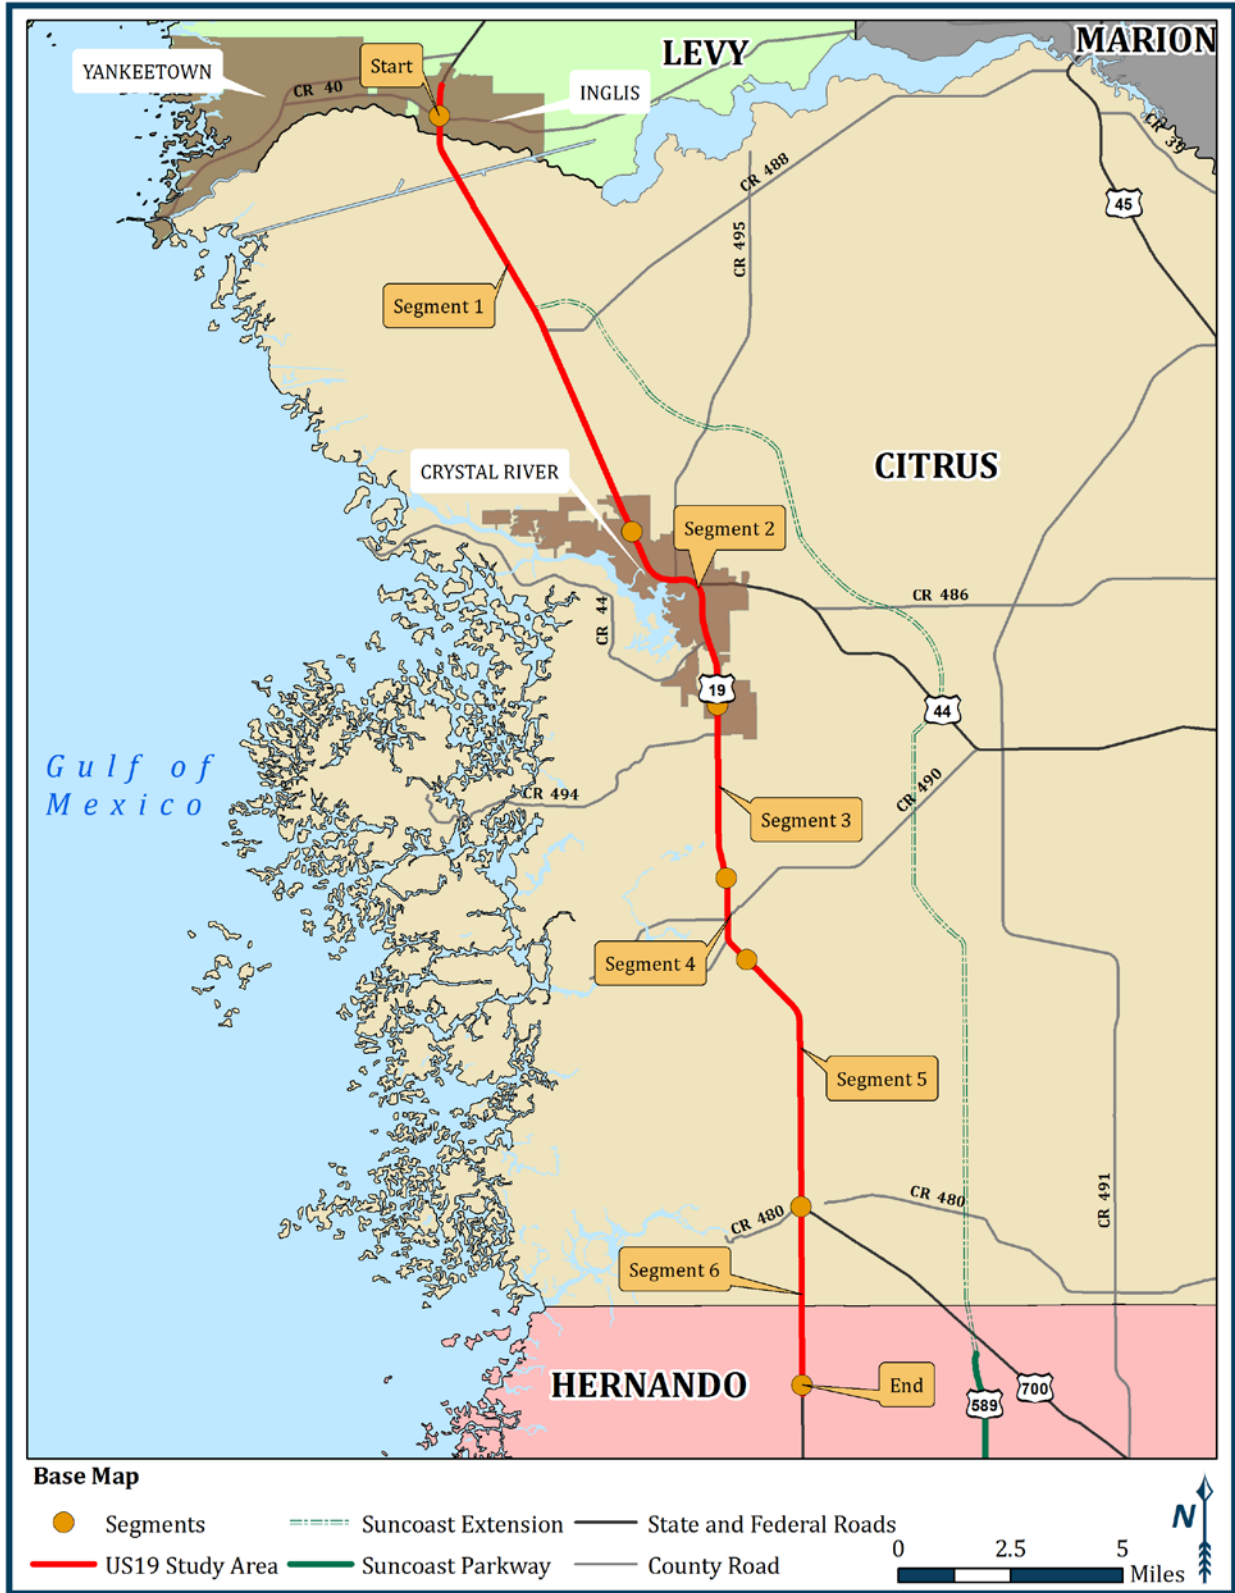 MARION
LEVY
Start
YANKEETOWN
CR 40
INGLIS
CR 39
CR 488
45
CR 495
Segment 1
CITRUS
CRYSTAL RIVER
Segment 2
CR 486
CR 44
19
44
Gulf of
Mexico
CR 490
CR 494
Segment 3
Segment 4
Segment 5
CR 491
CR 480
CR 480
Segment 6
HERNANDO
End
700
589
Base Map
Segments
Suncoast Extension
State and Federal Roads
US19 Study Area
Suncoast Parkway
County Road
N
0 2.5 5
Miles